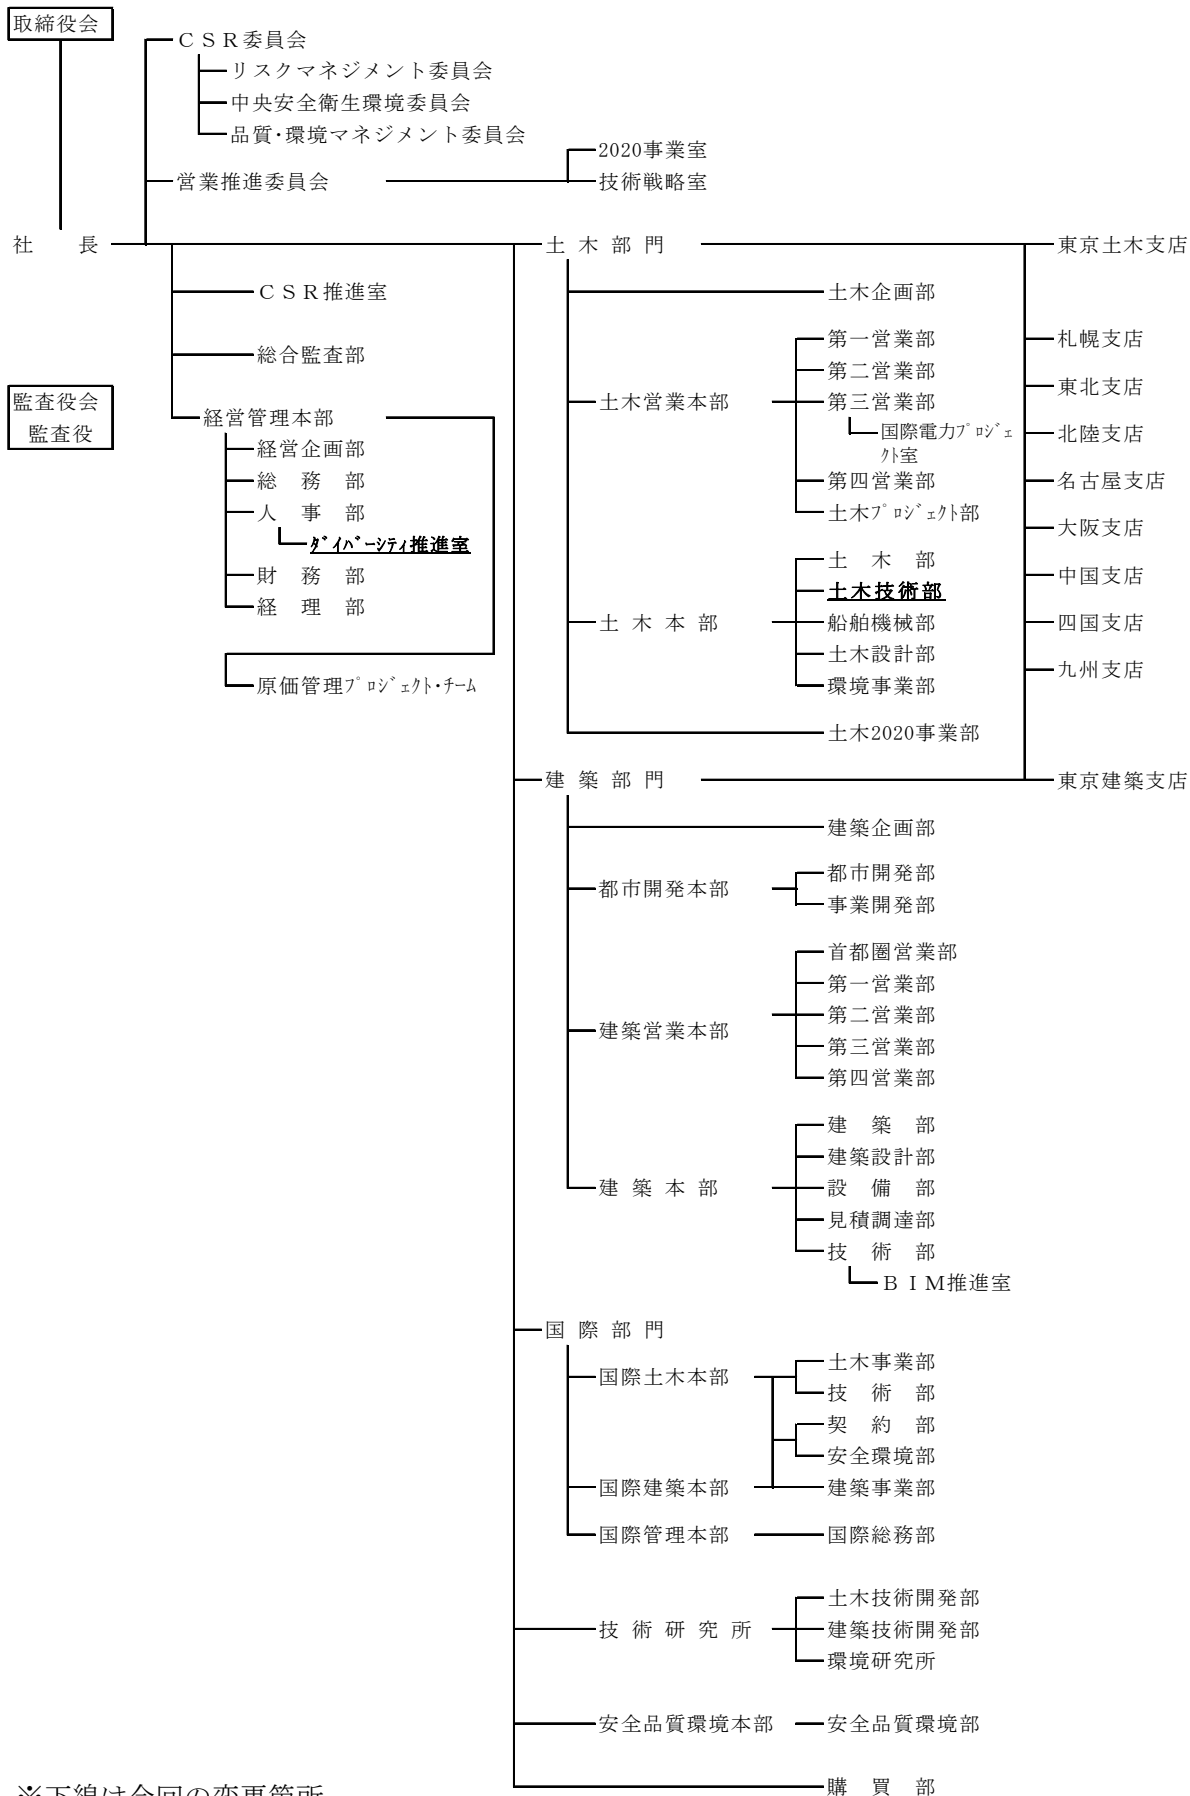 取締役会
CSR委員会
リスクマネジメント委員会
中央安全衛生環境委員会
品質・環境マネジメント委員会
営業推進委員会
2020事業室
技術戦略室
社 長
CSR推進室
総合監査部
監査役会
監査役
経営管理本部
経営企画部
総 務 部
人 事 部
ダイバーシティ推進室
財 務 部
経 理 部
原価管理プロジェクト・チーム
土 木 部 門
土木企画部
土木営業本部
第一営業部
第二営業部
第三営業部
国際電力プロジェ
クト室
第四営業部
土木プロジェクト部
土 木 本 部
土 木 部
土木技術部
船舶機械部
土木設計部
環境事業部
土木2020事業部
東京土木支店
札幌支店
東北支店
北陸支店
名古屋支店
大阪支店
中国支店
四国支店
九州支店
東京建築支店
建 築 部 門
建築企画部
都市開発本部
都市開発部
事業開発部
建築営業本部
首都圏営業部
第一営業部
第二営業部
第三営業部
第四営業部
建 築 本 部
建 築 部
建築設計部
設 備 部
見積調達部
技 術 部
BIM推進室
国 際 部 門
国際土木本部
土木事業部
技 術 部
契 約 部
安全環境部
国際建築本部
建築事業部
国際管理本部
国際総務部
技 術 研 究 所
土木技術開発部
建築技術開発部
環境研究所
安全品質環境本部
安全品質環境部
購 買 部
※下線は今回の変更箇所